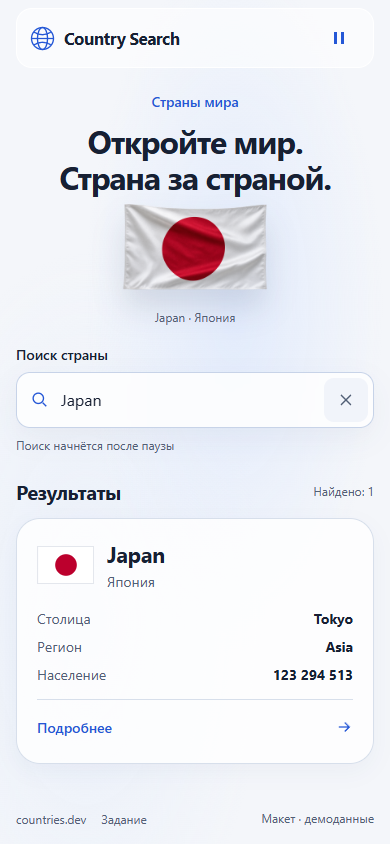 Country Search
Страны мира
Откройте мир.
Страна за страной.
Japan · Япония
Поиск страны
Japan
Поиск начнётся после паузы
Результаты
Найдено: 1
Japan
Япония
Столица Tokyo
Регион Asia
Население 123 294 513
Подробнее
countries.dev Задание Макет · демоданные